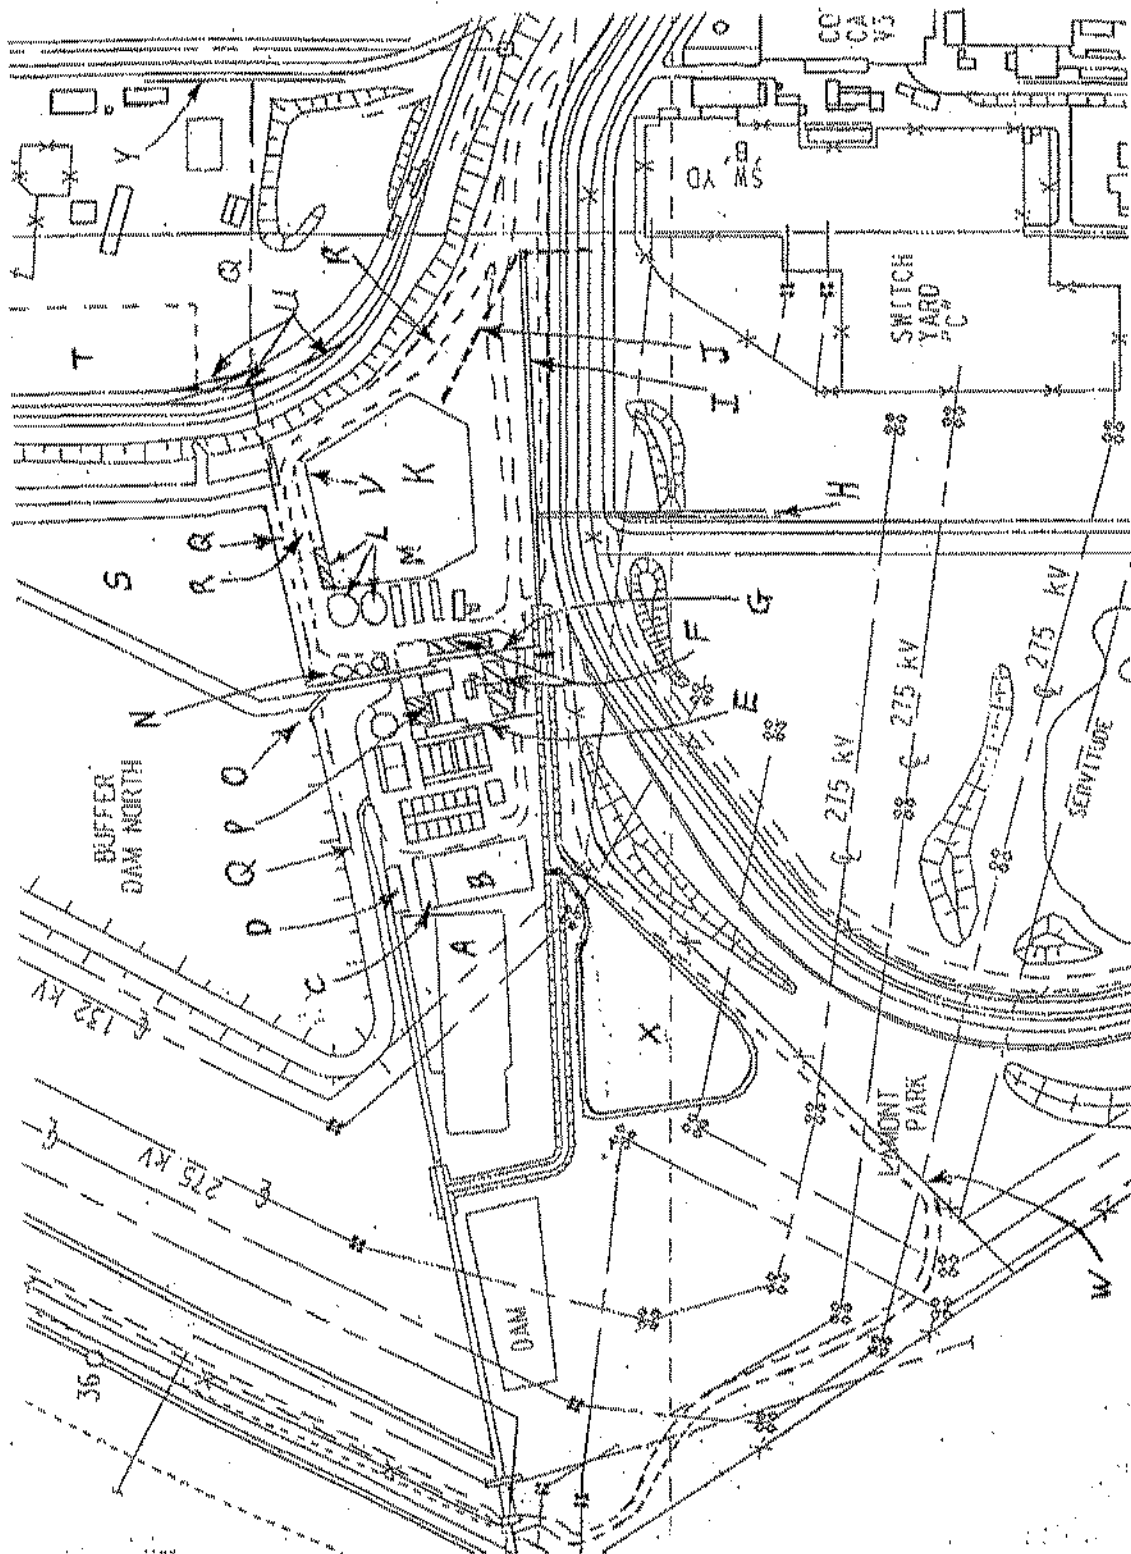 36
275 kV
132 kV
BUFFER
DAM NORTH
DAM
A
B
C
D
Q
P
O
N
S
R
Q
T
U
Q
R
Y
V
K
L
M
G
F
E
H
I
J
X
W
LAMONT
PARK
SERVITUDE
275 kV
275 kV
275 kV
SWITCH
YARD
"C"
SW. YD